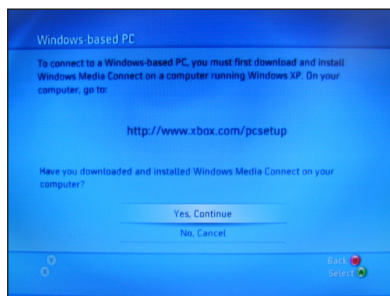 Windows-based PC
To connect to a Windows-based PC, you must first download and install
Windows Media Connect on a computer running Windows XP. On your
computer, go to:
http://www.xbox.com/pcsetup
Have you downloaded and installed Windows Media Connect on your
computer?
Yes, Continue
No, Cancel
Back
Select